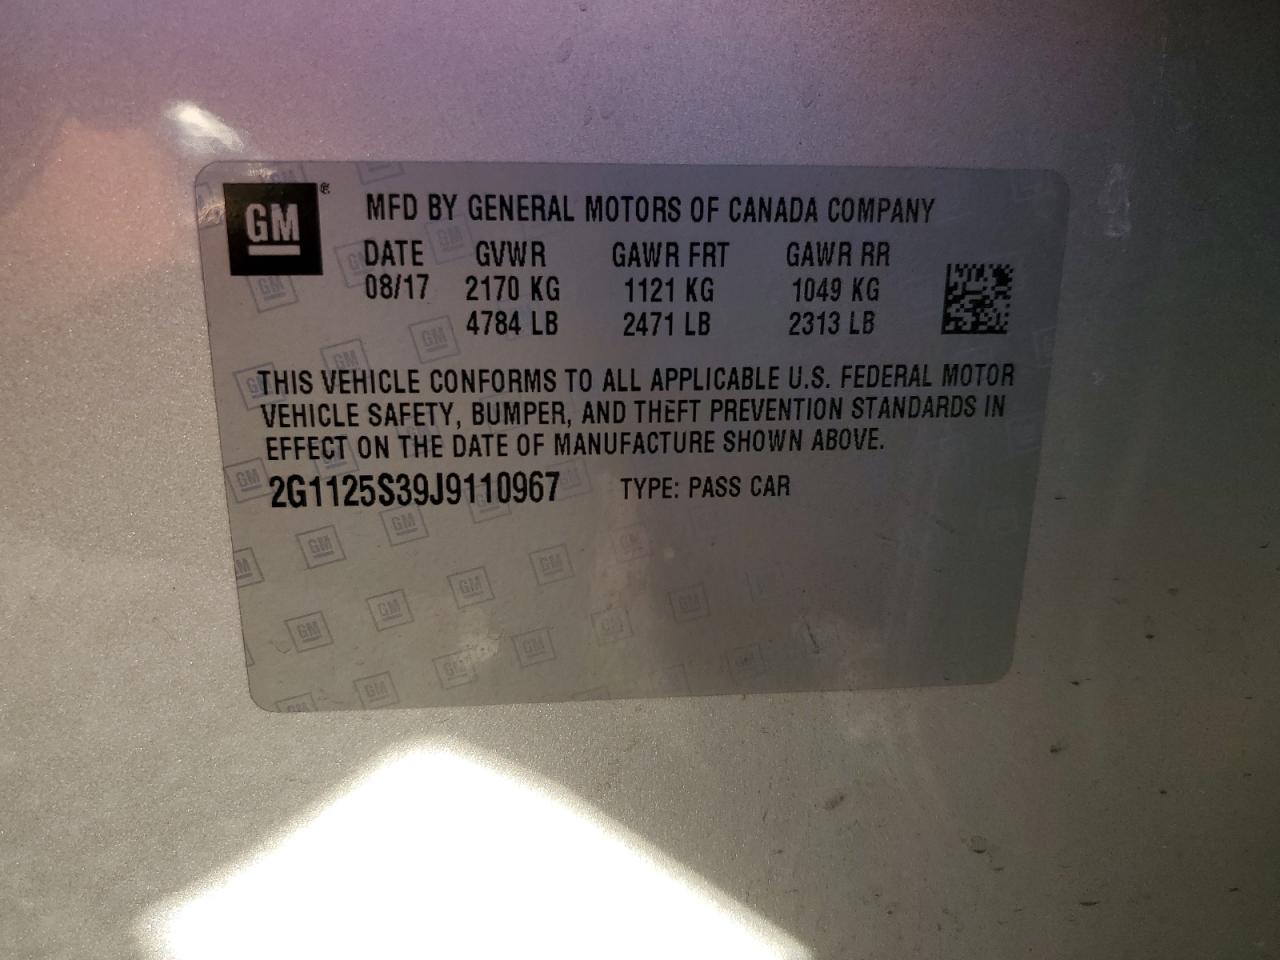 GM ® MFD BY GENERAL MOTORS OF CANADA COMPANY
DATE GVWR GAWR FRT GAWR RR
08/17 2170 KG 1121 KG 1049 KG
4784 LB 2471 LB 2313 LB
THIS VEHICLE CONFORMS TO ALL APPLICABLE U.S. FEDERAL MOTOR
VEHICLE SAFETY, BUMPER, AND THEFT PREVENTION STANDARDS IN
EFFECT ON THE DATE OF MANUFACTURE SHOWN ABOVE.
2G1125S39J9110967 TYPE: PASS CAR